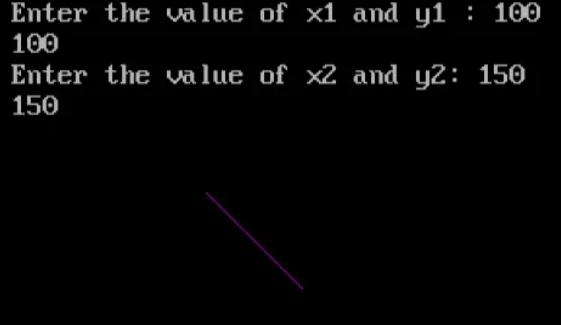 Enter the value of x1 and y1 : 100
100
Enter the value of x2 and y2: 150
150